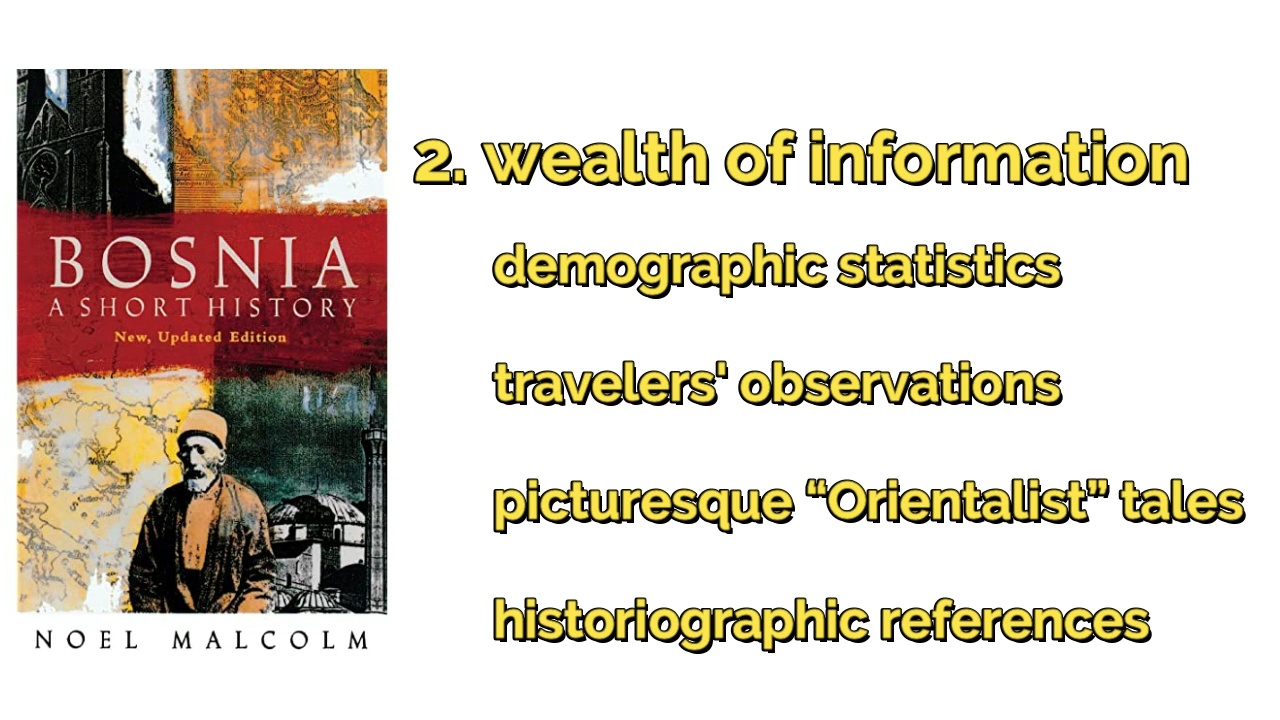 BOSNIA
A SHORT HISTORY
New, Updated Edition
NOEL MALCOLM
2. wealth of information
demographic statistics
travelers' observations
picturesque “Orientalist” tales
historiographic references